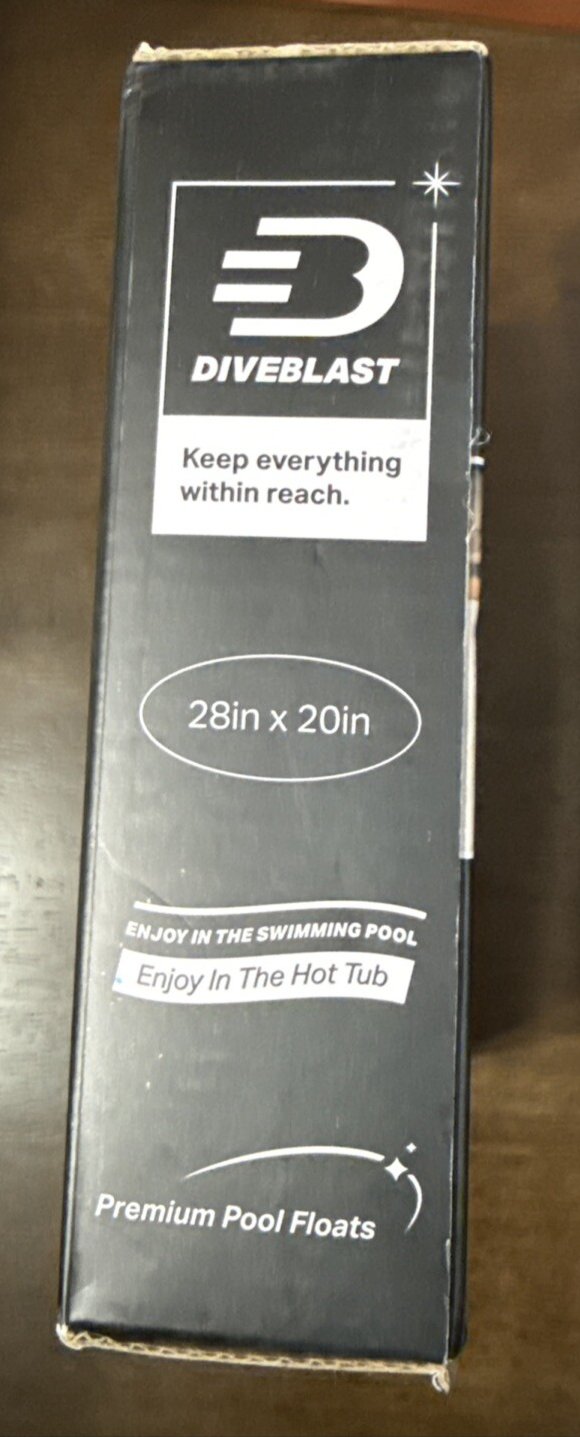 DIVEBLAST
Keep everything
within reach.
28in x 20in
ENJOY IN THE SWIMMING POOL
Enjoy In The Hot Tub
Premium Pool Floats